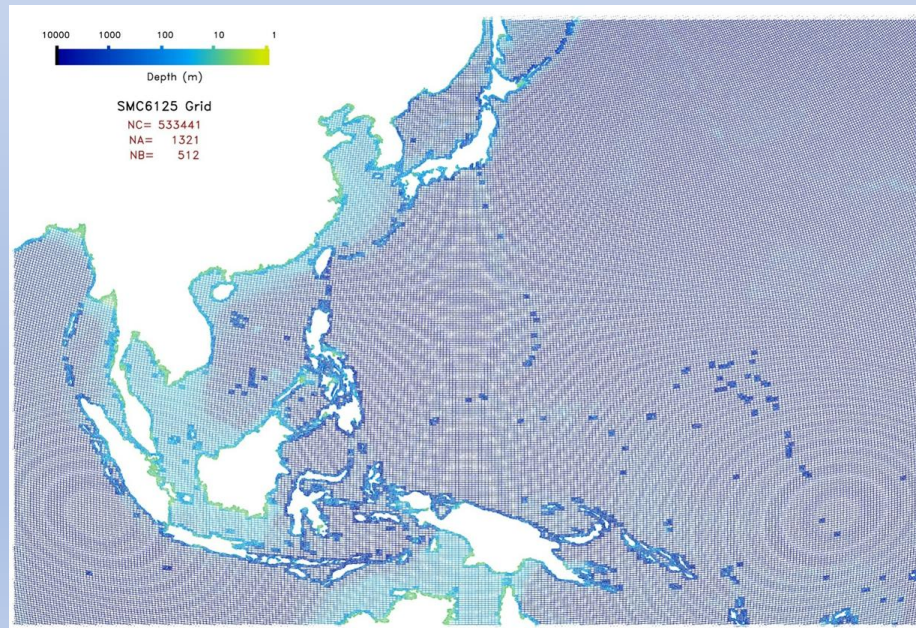 10000 1000 100 10 1
Depth (m)
SMC6125 Grid
NC= 533441
NA= 1321
NB= 512